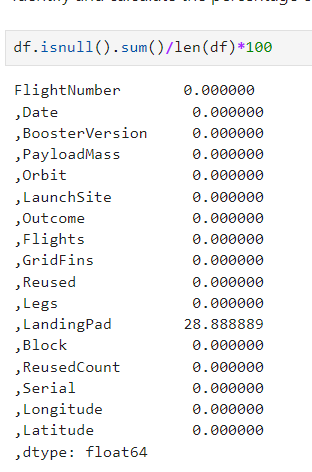 Identify and calculate the percentage o
df.isnull().sum()/len(df)*100
FlightNumber 0.000000
,Date 0.000000
,BoosterVersion 0.000000
,PayloadMass 0.000000
,Orbit 0.000000
,LaunchSite 0.000000
,Outcome 0.000000
,Flights 0.000000
,GridFins 0.000000
,Reused 0.000000
,Legs 0.000000
,LandingPad 28.888889
,Block 0.000000
,ReusedCount 0.000000
,Serial 0.000000
,Longitude 0.000000
,Latitude 0.000000
,dtype: float64